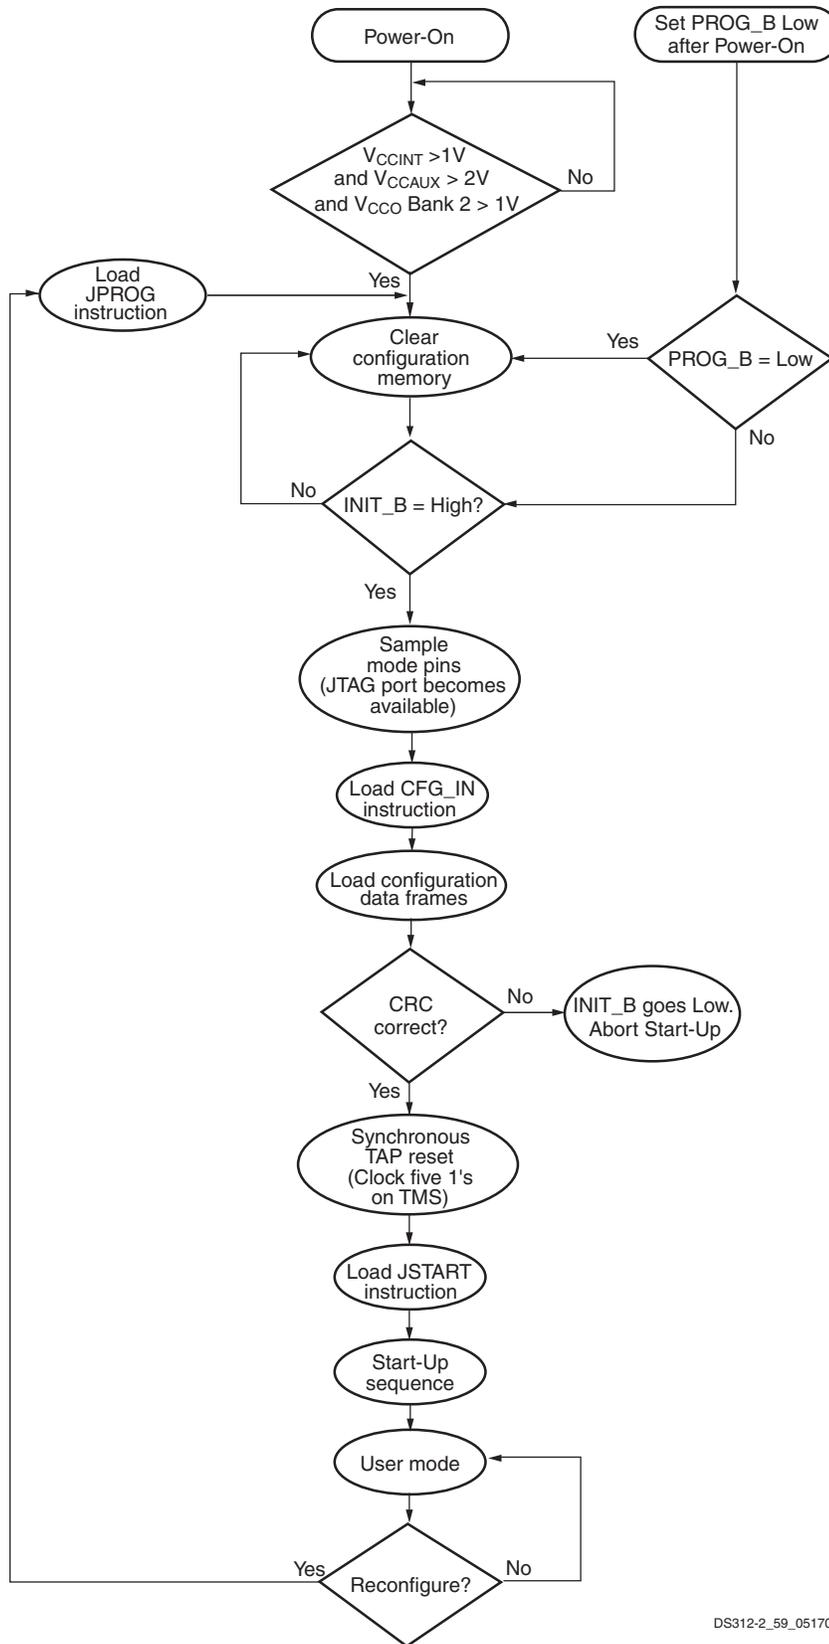 Power-On
Set PROG_B Low
after Power-On
VCCINT >1V
and VCCAUX > 2V
and VCCO Bank 2 > 1V
No
Yes
Load
JPROG
instruction
Clear
configuration
memory
Yes
PROG_B = Low
No
No
INIT_B = High?
Yes
Sample
mode pins
(JTAG port becomes
available)
Load CFG_IN
instruction
Load configuration
data frames
CRC
correct?
No
INIT_B goes Low.
Abort Start-Up
Yes
Synchronous
TAP reset
(Clock five 1's
on TMS)
Load JSTART
instruction
Start-Up
sequence
User mode
Yes
Reconfigure?
No
DS312-2_59_05170